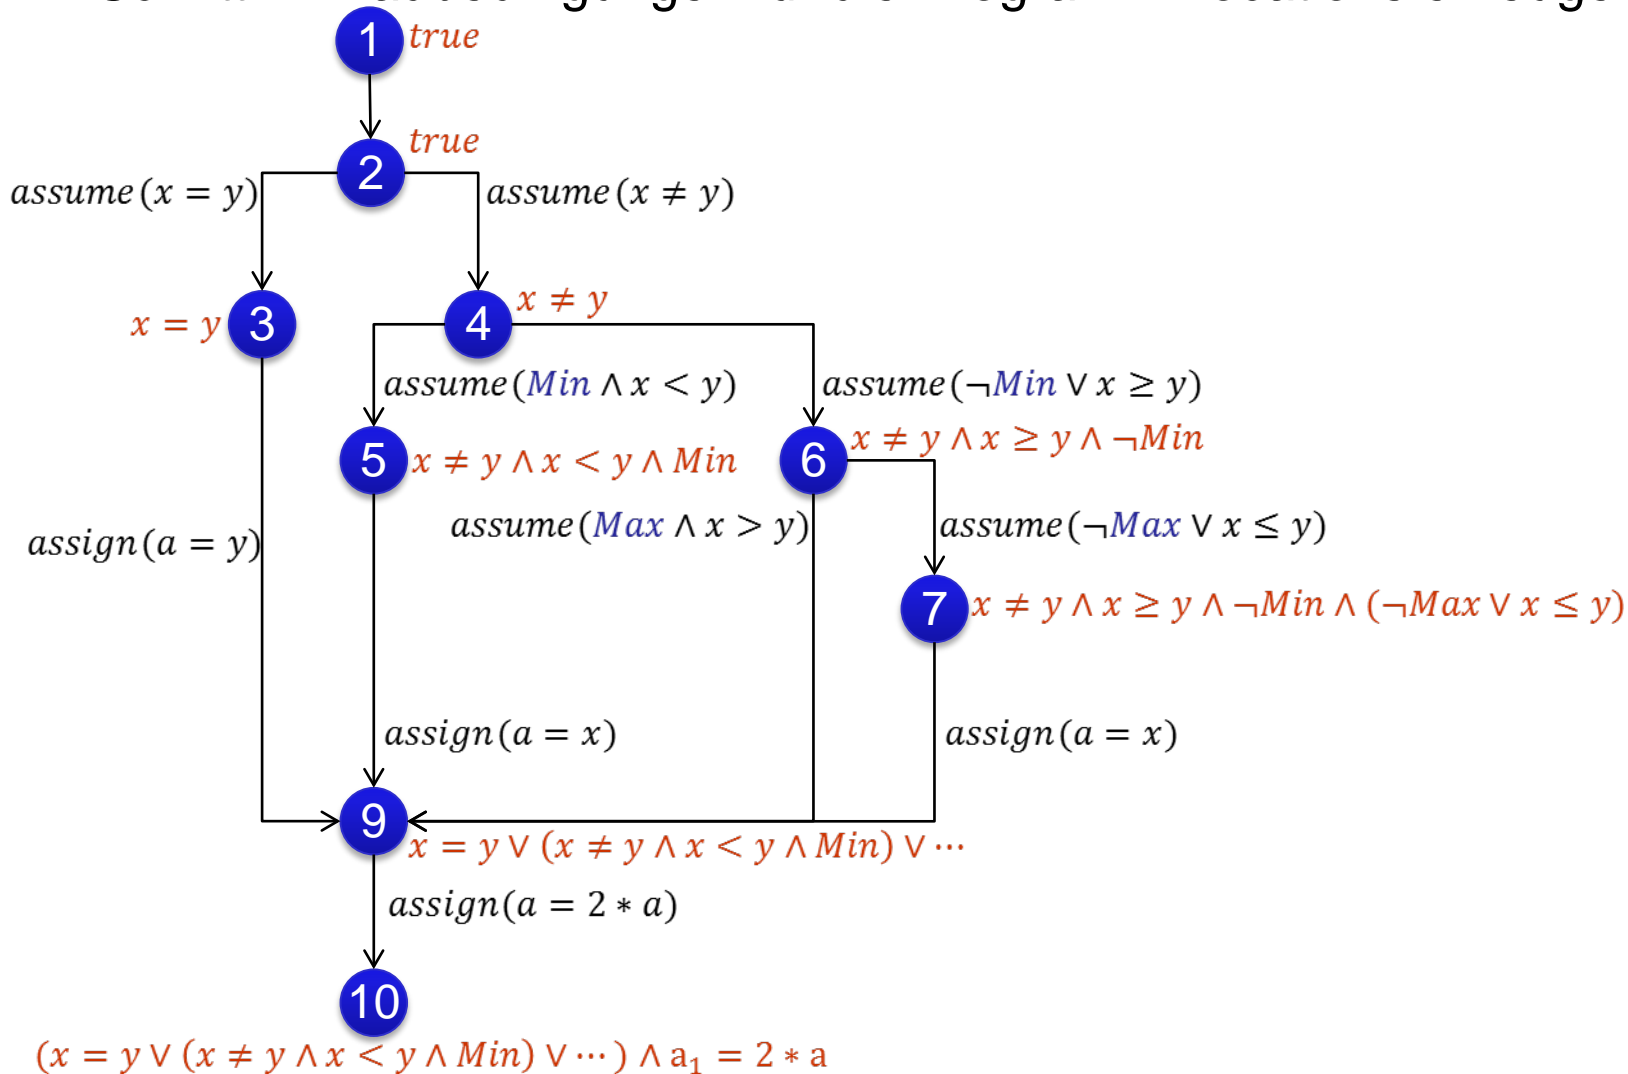 1 true
true
2
assume(x = y) assume(x ≠ y)
x ≠ y
x = y 3 4
assume(Min ∧ x < y) assume(¬Min ∨ x ≥ y)
x ≠ y ∧ x ≥ y ∧ ¬Min
5 x ≠ y ∧ x < y ∧ Min 6
assume(Max ∧ x > y) assume(¬Max ∨ x ≤ y)
assign(a = y)
7 x ≠ y ∧ x ≥ y ∧ ¬Min ∧ (¬Max ∨ x ≤ y)
assign(a = x) assign(a = x)
9
x = y ∨ (x ≠ y ∧ x < y ∧ Min) ∨ ⋯
assign(a = 2 * a)
10
(x = y ∨ (x ≠ y ∧ x < y ∧ Min) ∨ ⋯ ) ∧ a₁ = 2 * a